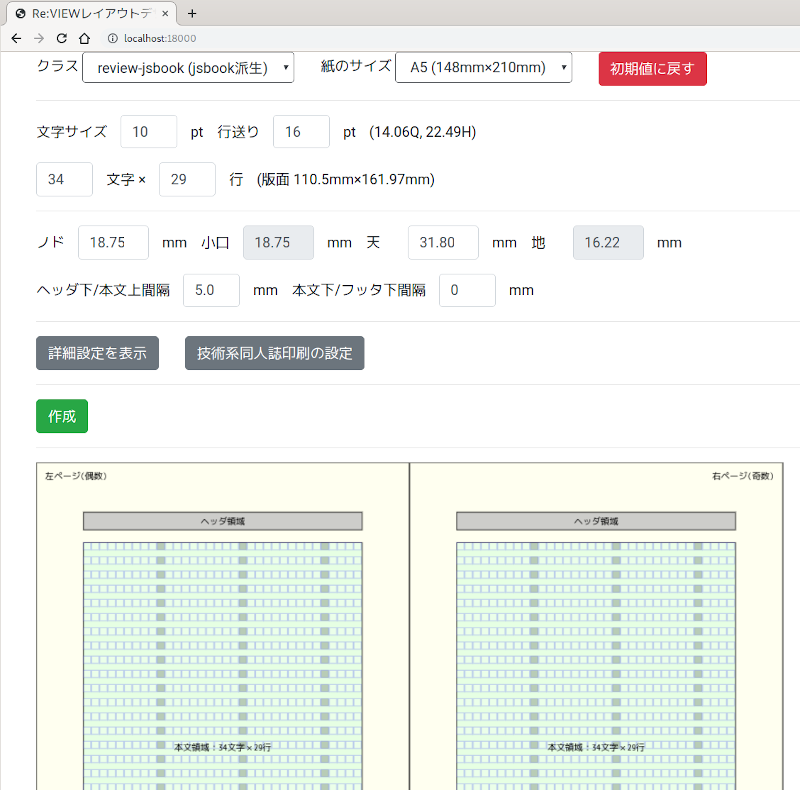 Re:VIEWレイアウトデ × +
localhost:18000
クラス review-jsbook (jsbook派生) 紙のサイズ A5 (148mm×210mm) 初期値に戻す
文字サイズ 10 pt 行送り 16 pt (14.06Q, 22.49H)
34 文字 × 29 行 (版面 110.5mm×161.97mm)
ノド 18.75 mm 小口 18.75 mm 天 31.80 mm 地 16.22 mm
ヘッダ下/本文上間隔 5.0 mm 本文下/フッタ下間隔 0 mm
詳細設定を表示 技術系同人誌印刷の設定
作成
左ページ(偶数) 右ページ(奇数)
ヘッダ領域 ヘッダ領域
本文領域：34文字×29行 本文領域：34文字×29行